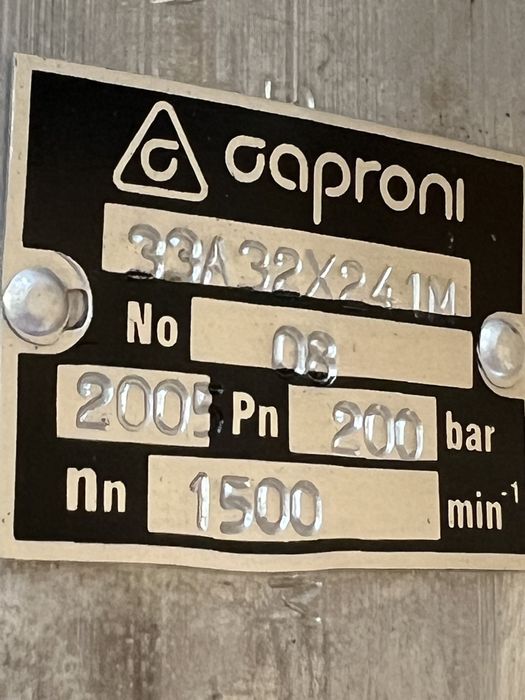 caproni
33A32X241M
No 08
2005 Pn 200 bar
nn 1500 min-1